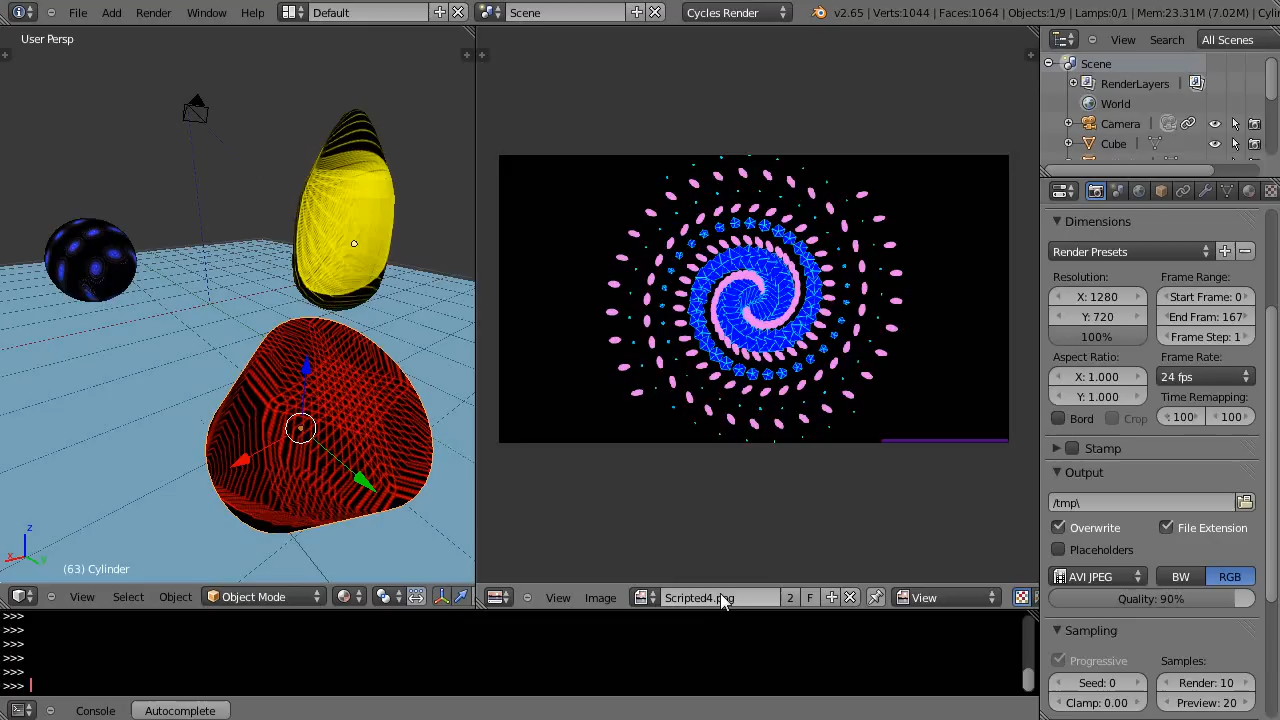 File Add Render Window Help Default Scene Cycles Render v2.65 | Verts:1044 | Faces:1064 | Objects:1/9 | Lamps:0/1 | Mem:23.51M (7.02M) |
User Persp
(63) Cylinder
View Select Object Object Mode
View Image Scripted4.png 2 F View
>>>
>>>
>>>
>>>
>>>
>>>
Console Autocomplete
View Search All Scenes
Scene
RenderLayers
World
Camera
Cube
Dimensions
Render Presets
Resolution: Frame Range:
X: 1280 Start Frame: 0
Y: 720 End Fram: 167
100% Frame Step: 1
Aspect Ratio: Frame Rate:
X: 1.000 24 fps
Y: 1.000 Time Remapping:
Bord Crop 100 100
Stamp
Output
/tmp\
Overwrite File Extension
Placeholders
AVI JPEG BW RGB
Quality: 90%
Sampling
Progressive Samples:
Seed: 0 Render: 10
Clamp: 0.00 Preview: 20